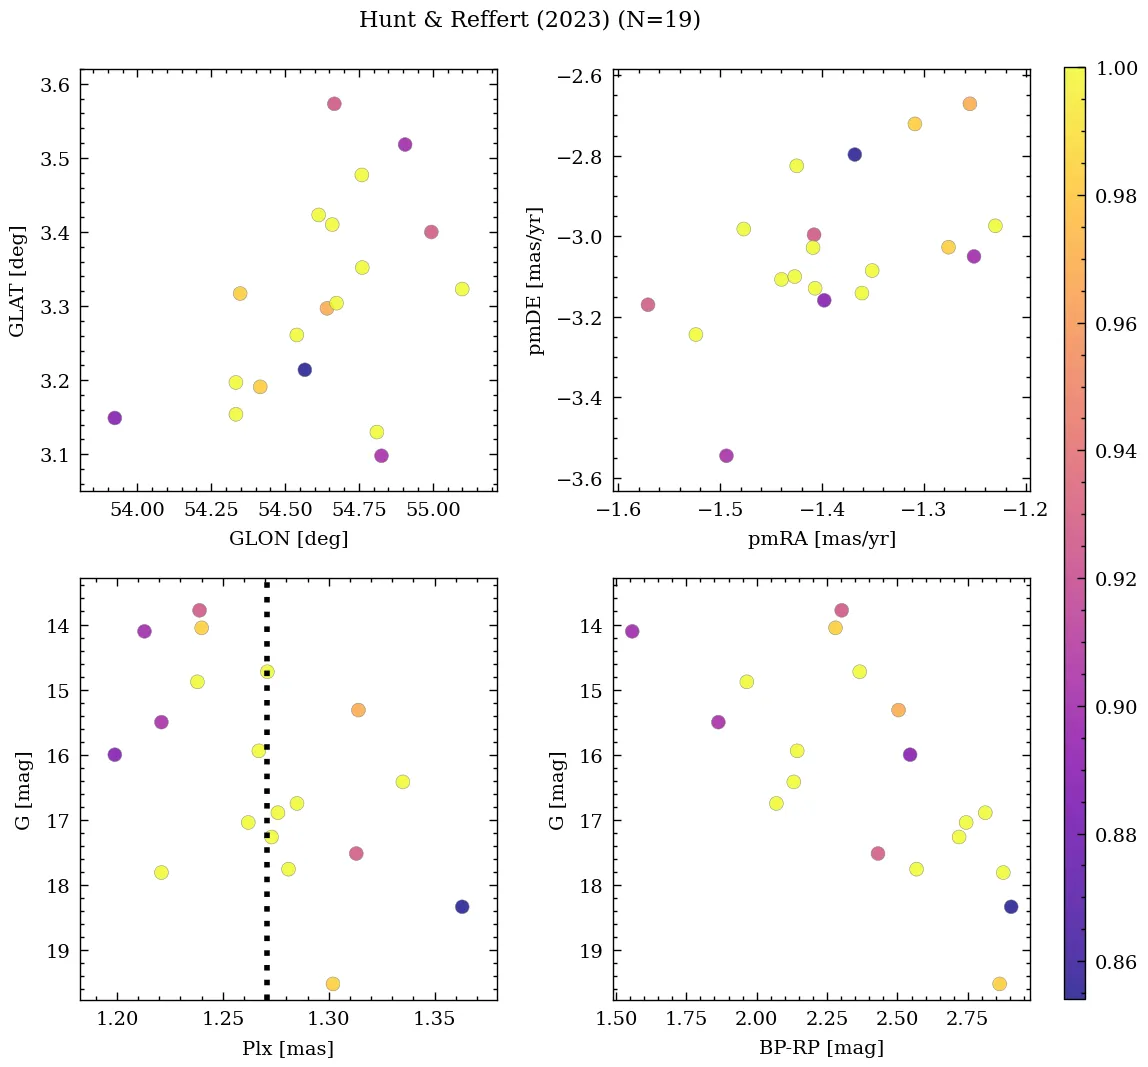 Hunt & Reffert (2023) (N=19)
3.6
3.5
3.4
3.3
3.2
3.1
GLAT [deg]
54.00 54.25 54.50 54.75 55.00
GLON [deg]
−2.6
−2.8
−3.0
−3.2
−3.4
−3.6
pmDE [mas/yr]
−1.6 −1.5 −1.4 −1.3 −1.2
pmRA [mas/yr]
14
15
16
17
18
19
G [mag]
1.20 1.25 1.30 1.35
Plx [mas]
14
15
16
17
18
19
G [mag]
1.50 1.75 2.00 2.25 2.50 2.75
BP-RP [mag]
1.00
0.98
0.96
0.94
0.92
0.90
0.88
0.86